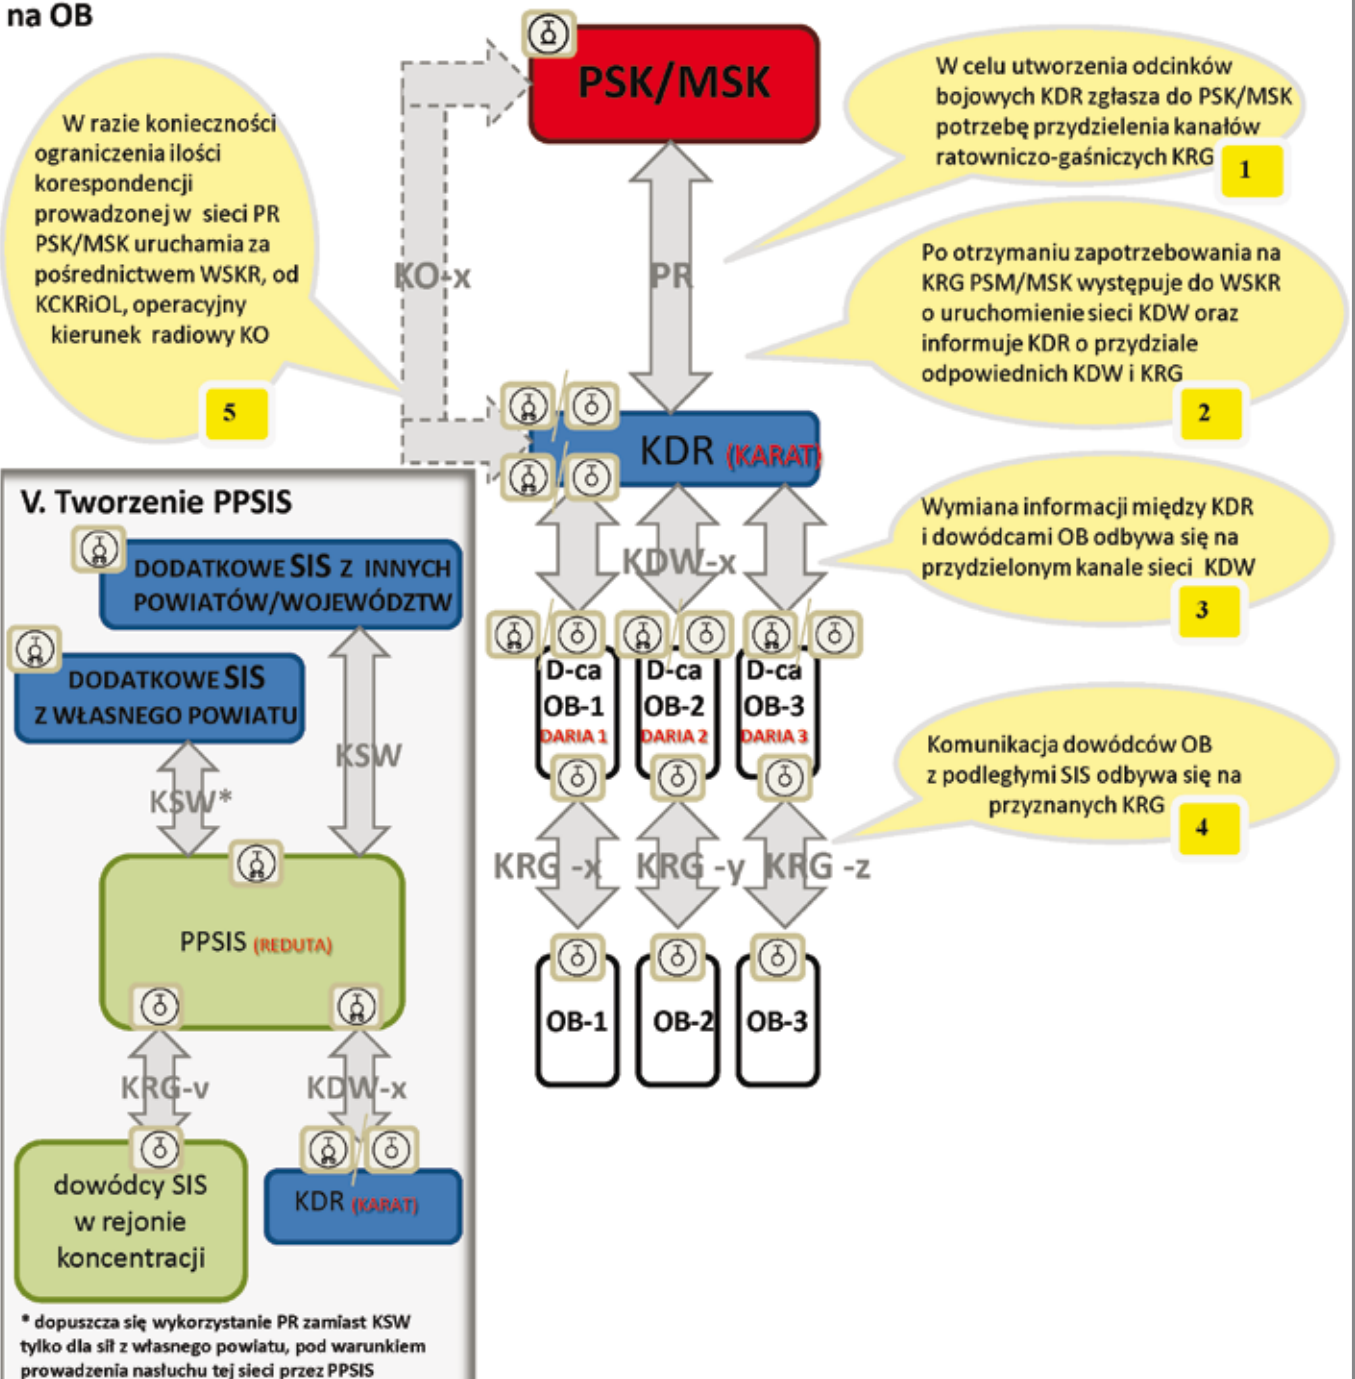 na OB
PSK/MSK
W celu utworzenia odcinków
bojowych KDR zgłasza do PSK/MSK
potrzebę przydzielenia kanałów
ratowniczo-gaśniczych KRG
1
W razie konieczności
ograniczenia ilości
korespondencji
prowadzonej w sieci PR
PSK/MSK uruchamia za
pośrednictwem WSKR, od
KCKRiOL, operacyjny
kierunek radiowy KO
5
KO-x
PR
Po otrzymaniu zapotrzebowania na
KRG PSM/MSK występuje do WSKR
o uruchomienie sieci KDW oraz
informuje KDR o przydziale
odpowiednich KDW i KRG
2
KDR (KARAT)
Wymiana informacji między KDR
i dowódcami OB odbywa się na
przydzielonym kanale sieci KDW
3
KDW-x
D-ca
OB-1
DARIA 1
D-ca
OB-2
DARIA 2
D-ca
OB-3
DARIA 3
Komunikacja dowódców OB
z podległymi SIS odbywa się na
przyznanych KRG
4
KRG -x
KRG -y
KRG -z
OB-1
OB-2
OB-3
V. Tworzenie PPSIS
DODATKOWE SIS Z INNYCH
POWIATÓW/WOJEWÓDZTW
DODATKOWE SIS
Z WŁASNEGO POWIATU
KSW
KSW*
PPSIS (REDUTA)
KRG-v
KDW-x
dowódcy SIS
w rejonie
koncentracji
KDR (KARAT)
* dopuszcza się wykorzystanie PR zamiast KSW
tylko dla sił z własnego powiatu, pod warunkiem
prowadzenia nasłuchu tej sieci przez PPSIS